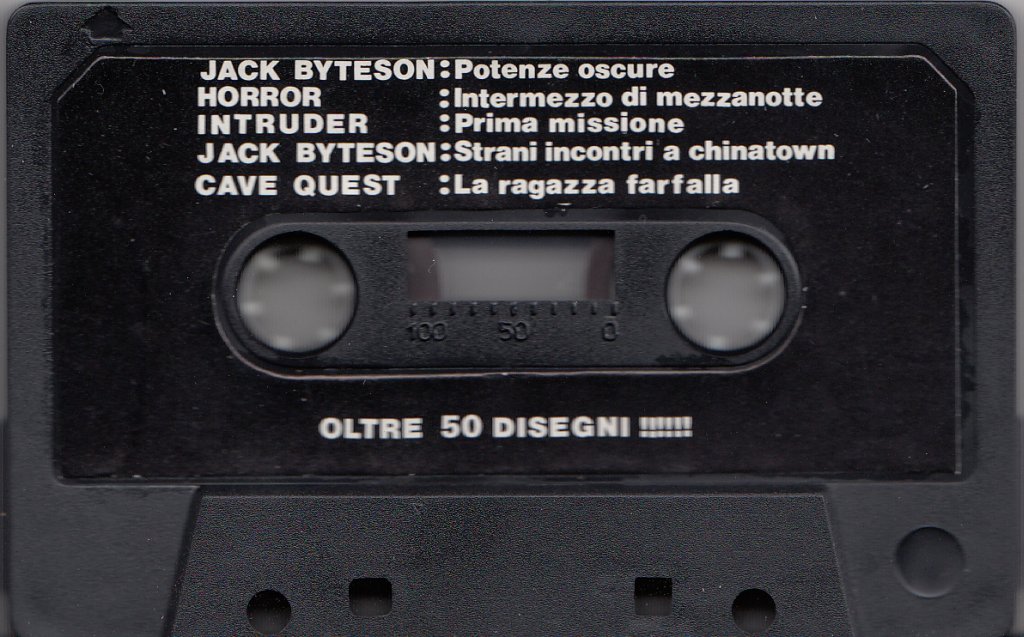 JACK BYTESON:Potenze oscure
HORROR :Intermezzo di mezzanotte
INTRUDER :Prima missione
JACK BYTESON:Strani incontri a chinatown
CAVE QUEST :La ragazza farfalla
100 50 0
OLTRE 50 DISEGNI !!!!!!